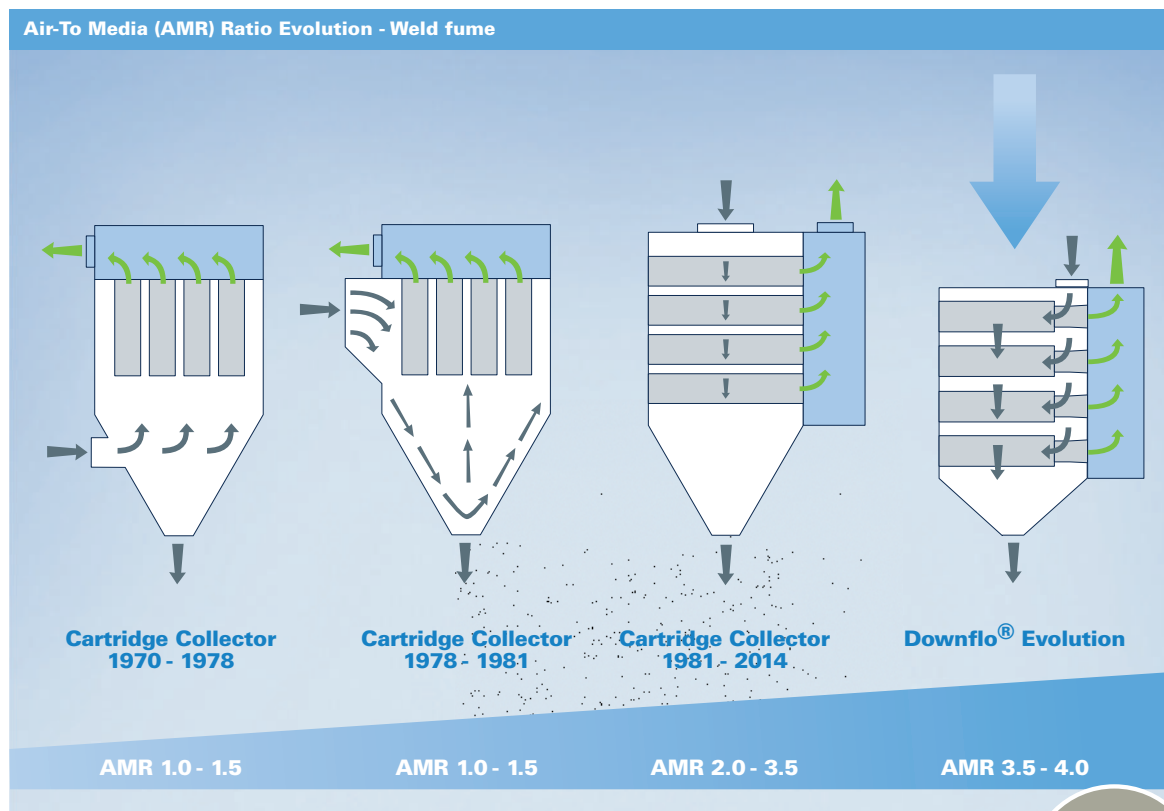 Air-To Media (AMR) Ratio Evolution - Weld fume
Cartridge Collector
1970 - 1978
Cartridge Collector
1978 - 1981
Cartridge Collector
1981 - 2014
Downflo® Evolution
AMR 1.0 - 1.5
AMR 1.0 - 1.5
AMR 2.0 - 3.5
AMR 3.5 - 4.0